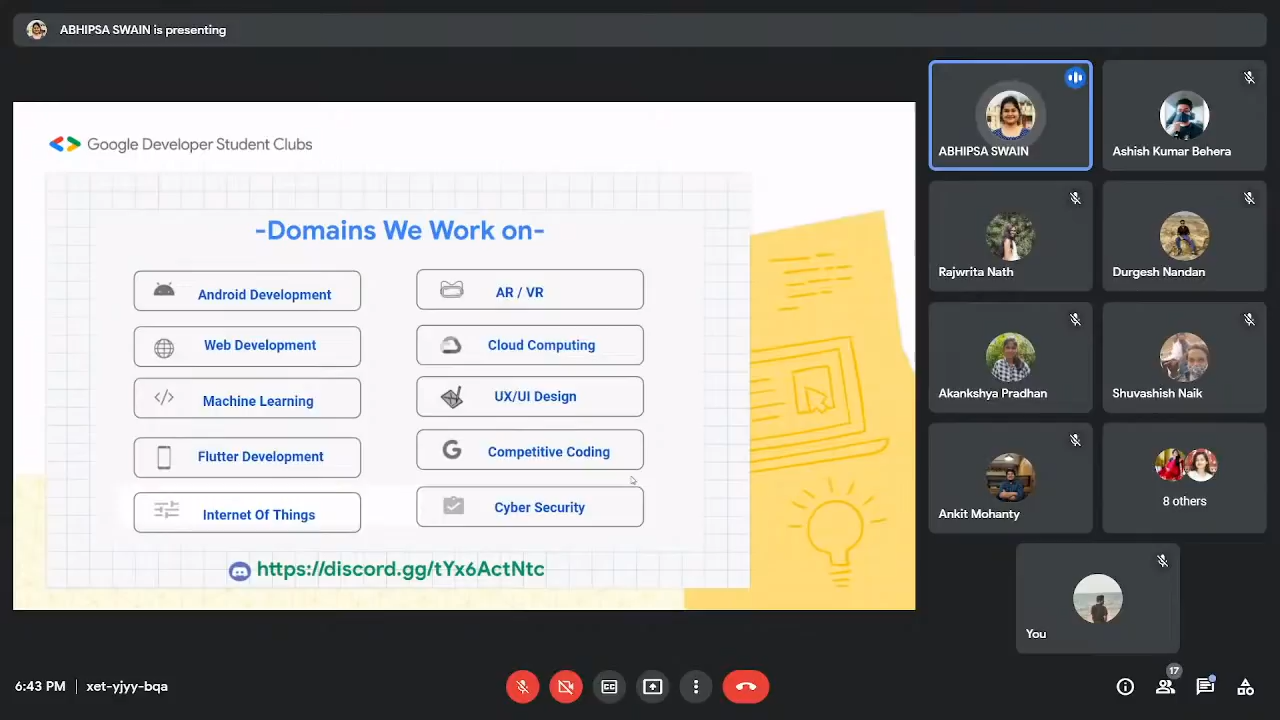 ABHIPSA SWAIN is presenting
Google Developer Student Clubs
-Domains We Work on-
Android Development
AR / VR
Web Development
Cloud Computing
Machine Learning
UX/UI Design
Flutter Development
Competitive Coding
Internet Of Things
Cyber Security
https://discord.gg/tYx6ActNtc
ABHIPSA SWAIN
Ashish Kumar Behera
Rajwrita Nath
Durgesh Nandan
Akankshya Pradhan
Shuvashish Naik
Ankit Mohanty
8 others
You
6:43 PM | xet-yjyy-bqa
17